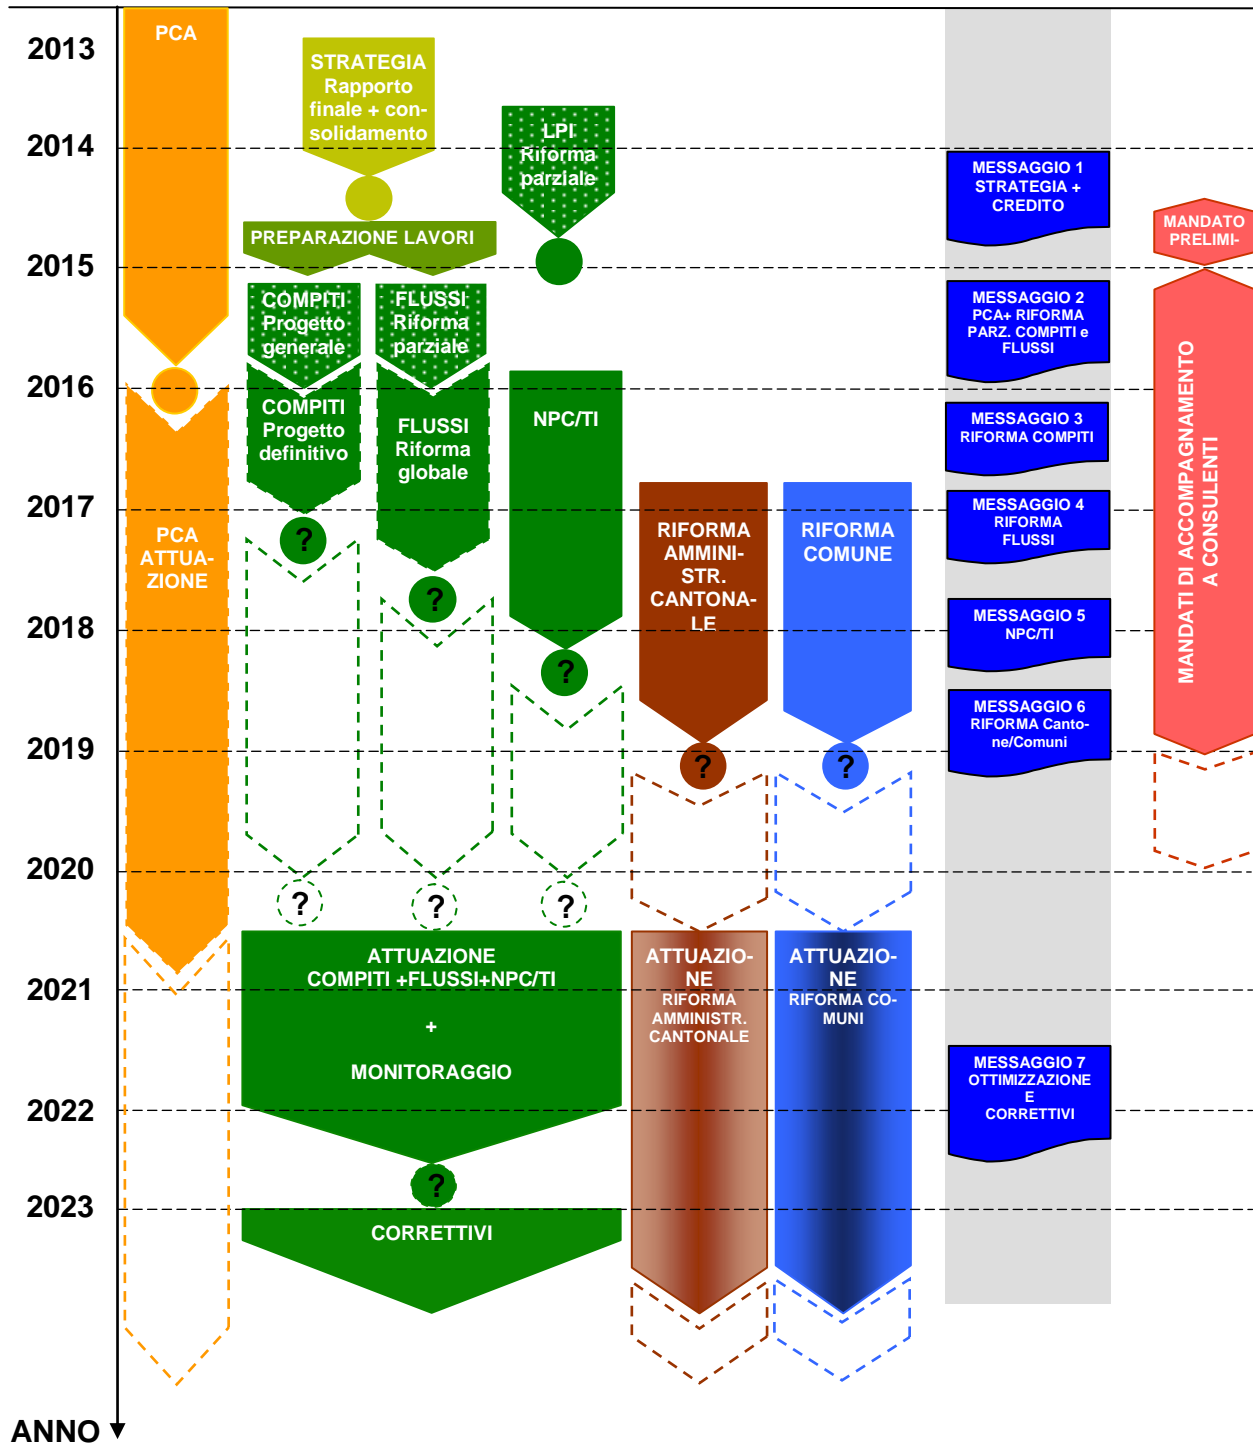 2013
2014
2015
2016
2017
2018
2019
2020
2021
2022
2023
ANNO
PCA
PCA
ATTUA-
ZIONE
STRATEGIA
Rapporto
finale + con-
solidamento
PREPARAZIONE LAVORI
LPI
Riforma
parziale
COMPITI
Progetto
generale
FLUSSI
Riforma
parziale
COMPITI
Progetto
definitivo
FLUSSI
Riforma
globale
NPC/TI
?
?
?
RIFORMA
AMMINI-
STR.
CANTONA-
LE
?
RIFORMA
COMUNE
?
?
?
?
ATTUAZIONE
COMPITI +FLUSSI+NPC/TI
+
MONITORAGGIO
?
CORRETTIVI
ATTUAZIO-
NE
RIFORMA
AMMINISTR.
CANTONALE
ATTUAZIO-
NE
RIFORMA CO-
MUNI
MESSAGGIO 1
STRATEGIA +
CREDITO
MESSAGGIO 2
PCA+ RIFORMA
PARZ. COMPITI e
FLUSSI
MESSAGGIO 3
RIFORMA COMPITI
MESSAGGIO 4
RIFORMA
FLUSSI
MESSAGGIO 5
NPC/TI
MESSAGGIO 6
RIFORMA Canto-
ne/Comuni
MESSAGGIO 7
OTTIMIZZAZIONE
E
CORRETTIVI
MANDATO
PRELIMI-
MANDATI DI ACCOMPAGNAMENTO
A CONSULENTI